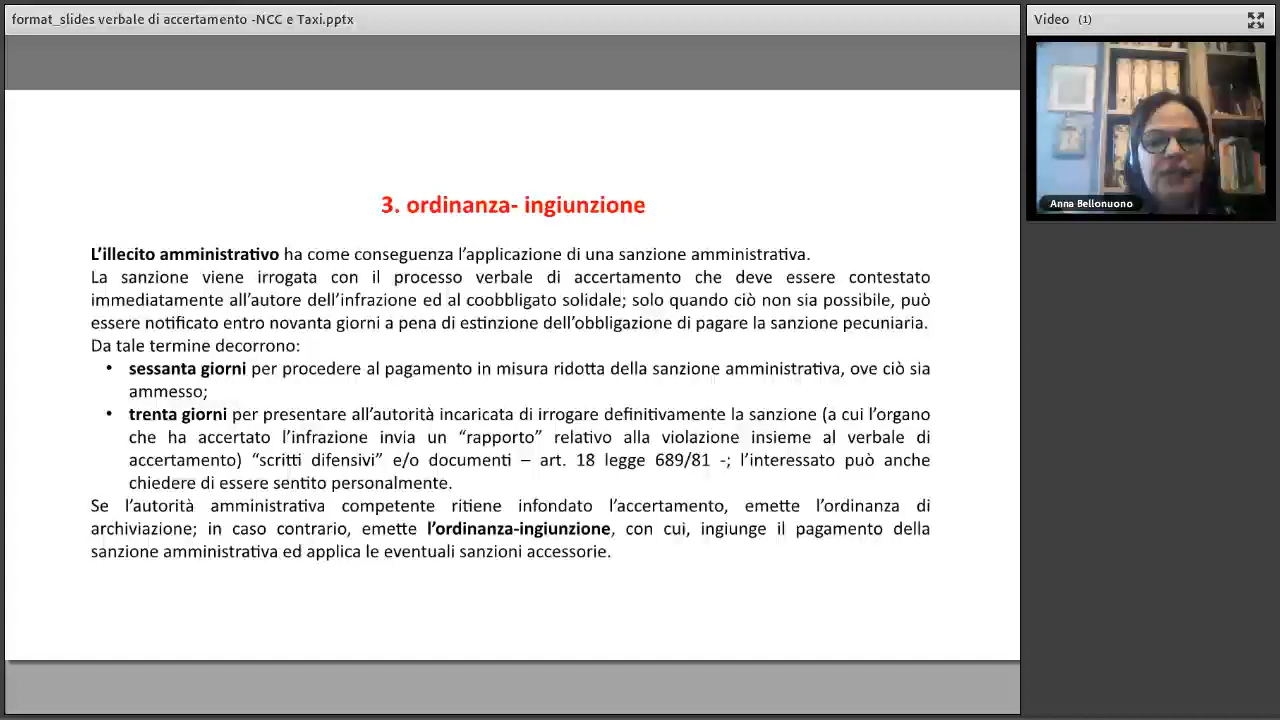 format_slides verbale di accertamento -NCC e Taxi.pptx
Video (1)
Anna Bellonuono
3. ordinanza- ingiunzione
L’illecito amministrativo ha come conseguenza l’applicazione di una sanzione amministrativa.
La sanzione viene irrogata con il processo verbale di accertamento che deve essere contestato
immediatamente all’autore dell’infrazione ed al coobbligato solidale; solo quando ciò non sia possibile, può
essere notificato entro novanta giorni a pena di estinzione dell’obbligazione di pagare la sanzione pecuniaria.
Da tale termine decorrono:
• sessanta giorni per procedere al pagamento in misura ridotta della sanzione amministrativa, ove ciò sia
ammesso;
• trenta giorni per presentare all’autorità incaricata di irrogare definitivamente la sanzione (a cui l’organo
che ha accertato l’infrazione invia un “rapporto” relativo alla violazione insieme al verbale di
accertamento) “scritti difensivi” e/o documenti – art. 18 legge 689/81 -; l’interessato può anche
chiedere di essere sentito personalmente.
Se l’autorità amministrativa competente ritiene infondato l’accertamento, emette l’ordinanza di
archiviazione; in caso contrario, emette l’ordinanza-ingiunzione, con cui, ingiunge il pagamento della
sanzione amministrativa ed applica le eventuali sanzioni accessorie.